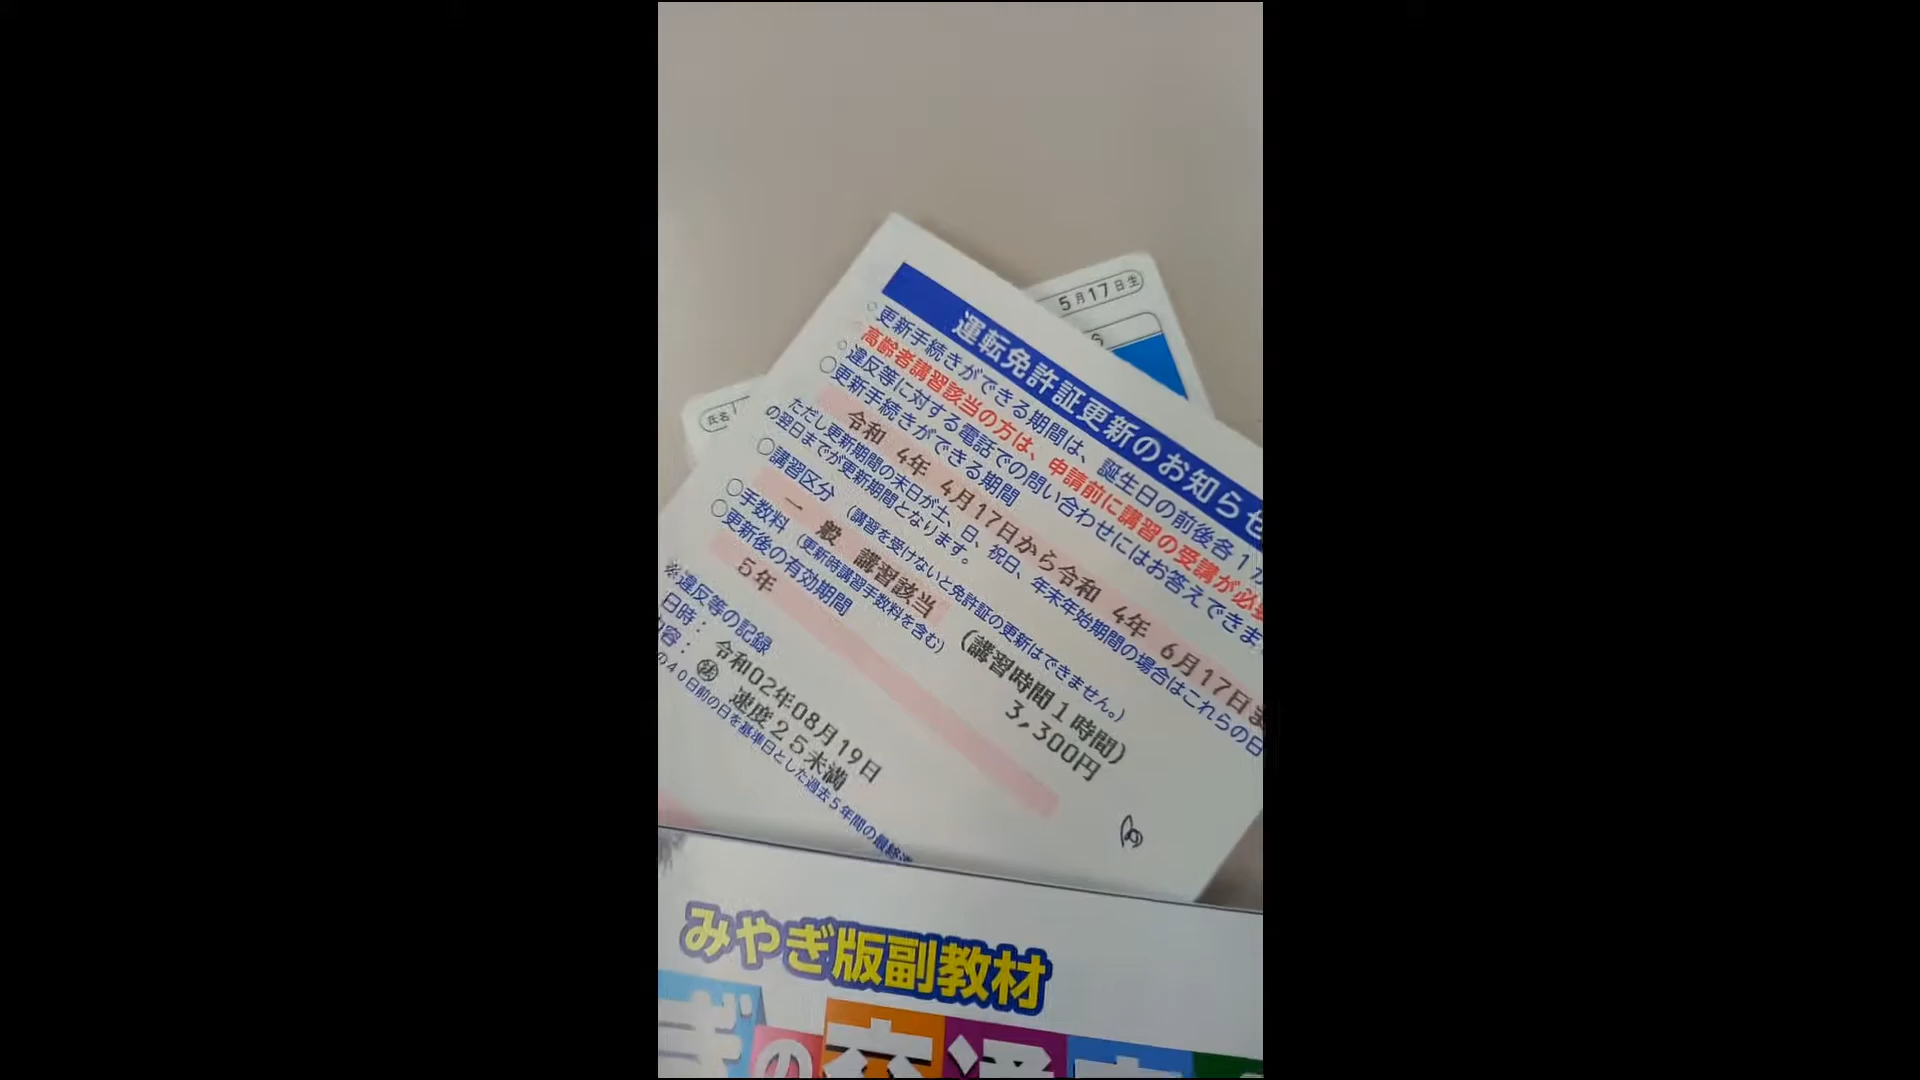 5月17日生
氏名
運転免許証更新のお知らせ
○更新手続きができる期間は、誕生日の前後各1か
○高齢者講習該当の方は、申請前に講習の受講が必要
○違反等に対する電話での問い合わせにはお答えできま
○更新手続きができる期間
令和 4年 4月17日から令和 4年 6月17日ま
ただし更新期間の末日が土、日、祝日、年末年始期間の場合はこれらの日
の翌日までが更新期間となります。
○講習区分 (講習を受けないと免許証の更新はできません。)
一 般 講習該当 (講習時間1時間)
○手数料 (更新時講習手数料を含む) 3,300円
○更新後の有効期間
5年
※違反等の記録
日時: 令和02年08月19日
内容: ㊋ 速度25未満
の40日前の日を基準日とした過去5年間の最終違
みやぎ版副教材
ぎの交通